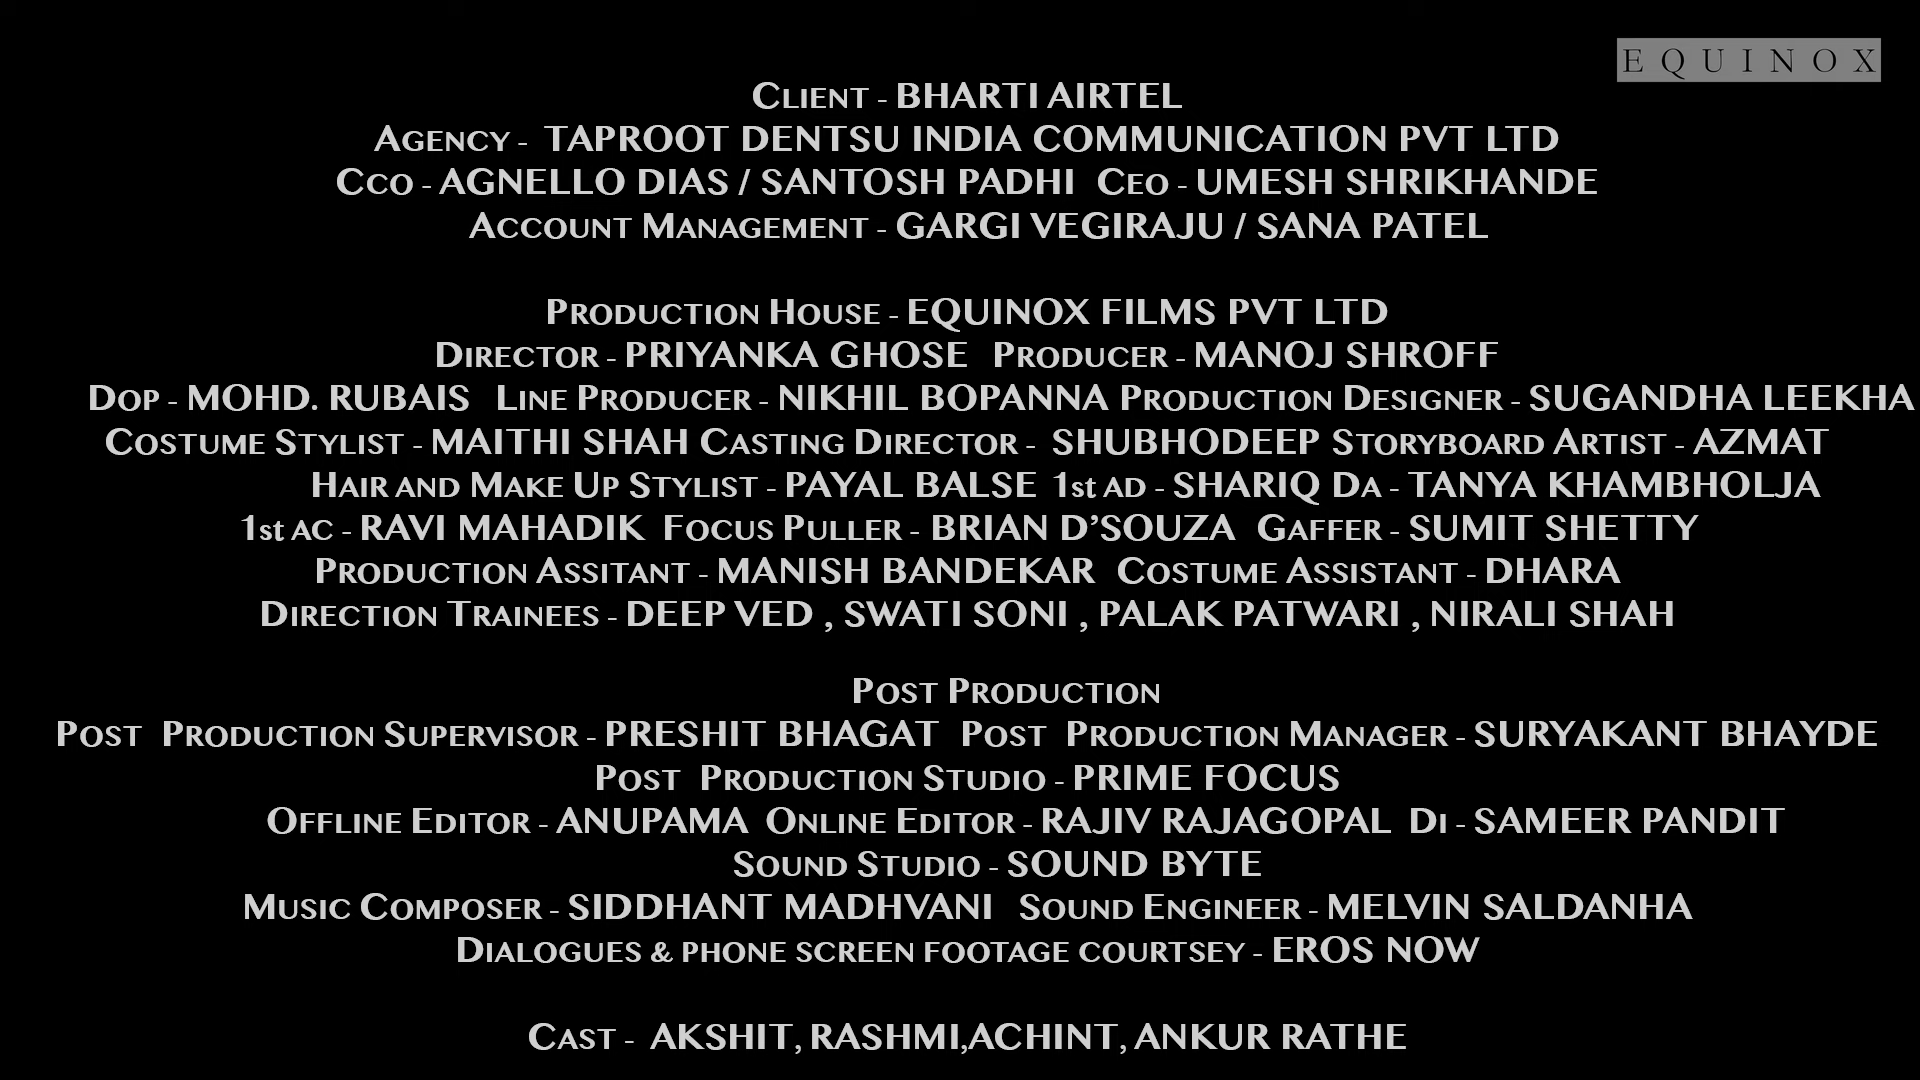 EQUINOX
Client - BHARTI AIRTEL
Agency - TAPROOT DENTSU INDIA COMMUNICATION PVT LTD
Cco - AGNELLO DIAS / SANTOSH PADHI Ceo - UMESH SHRIKHANDE
Account Management - GARGI VEGIRAJU / SANA PATEL
Production House - EQUINOX FILMS PVT LTD
Director - PRIYANKA GHOSE Producer - MANOJ SHROFF
Dop - MOHD. RUBAIS Line Producer - NIKHIL BOPANNA Production Designer - SUGANDHA LEEKHA
Costume Stylist - MAITHI SHAH Casting Director - SHUBHODEEP Storyboard Artist - AZMAT
Hair and Make Up Stylist - PAYAL BALSE 1st AD - SHARIQ Da - TANYA KHAMBHOLJA
1st AC - RAVI MAHADIK Focus Puller - BRIAN D’SOUZA Gaffer - SUMIT SHETTY
Production Assitant - MANISH BANDEKAR Costume Assistant - DHARA
Direction Trainees - DEEP VED , SWATI SONI , PALAK PATWARI , NIRALI SHAH
Post Production
Post Production Supervisor - PRESHIT BHAGAT Post Production Manager - SURYAKANT BHAYDE
Post Production Studio - PRIME FOCUS
Offline Editor - ANUPAMA Online Editor - RAJIV RAJAGOPAL Di - SAMEER PANDIT
Sound Studio - SOUND BYTE
Music Composer - SIDDHANT MADHVANI Sound Engineer - MELVIN SALDANHA
Dialogues & phone screen footage courtsey - EROS NOW
Cast - AKSHIT, RASHMI,ACHINT, ANKUR RATHE